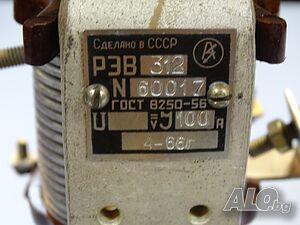 Сделано в СССР
РЭВ 312
N 60017
ГОСТ 8250-56
U = J 100 А
V
4-66г
ALO.bg